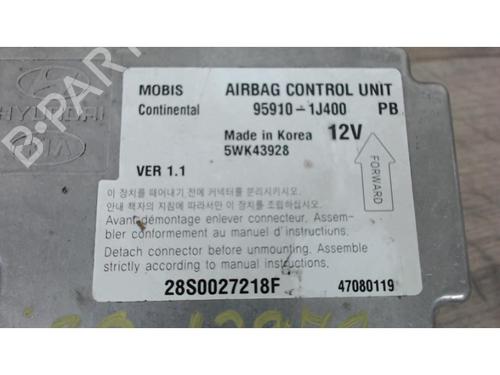 B-PARTS
HYUNDAI
KIA
MOBIS AIRBAG CONTROL UNIT
Continental 95910-1J400 PB
Made in Korea 12V
5WK43928
FORWARD
VER 1.1
이 장치를 떼어내기 전에 커넥터를 분리시키시오.
안내 책자의 지침에 따라서만 이 장치를 조립하시오.
Avant démontage enlever connecteur. Assem-
bler conformement au manuel d'instructions.
Detach connector before unmounting. Assemble
strictly according to manual instructions.
28S0027218F 47080119